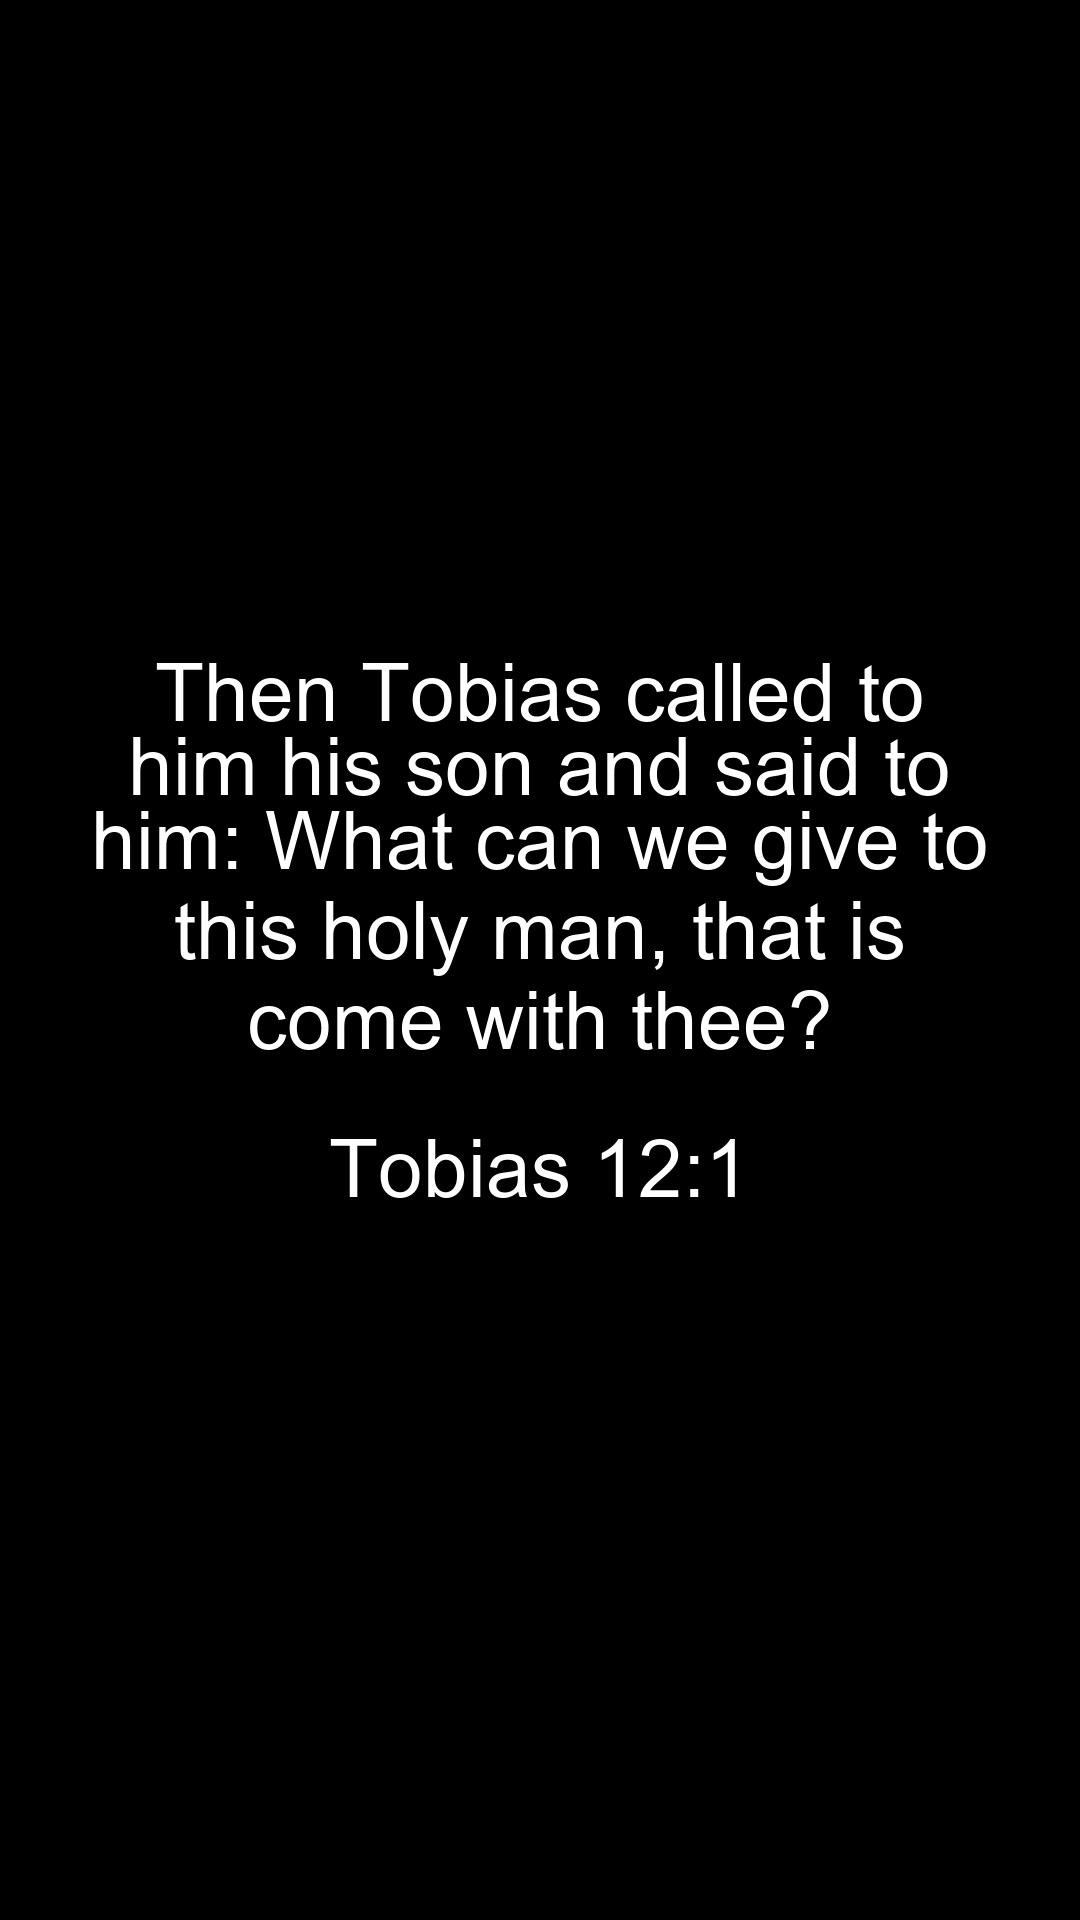 Then Tobias called to
him his son and said to
him: What can we give to
this holy man, that is
come with thee?
Tobias 12:1